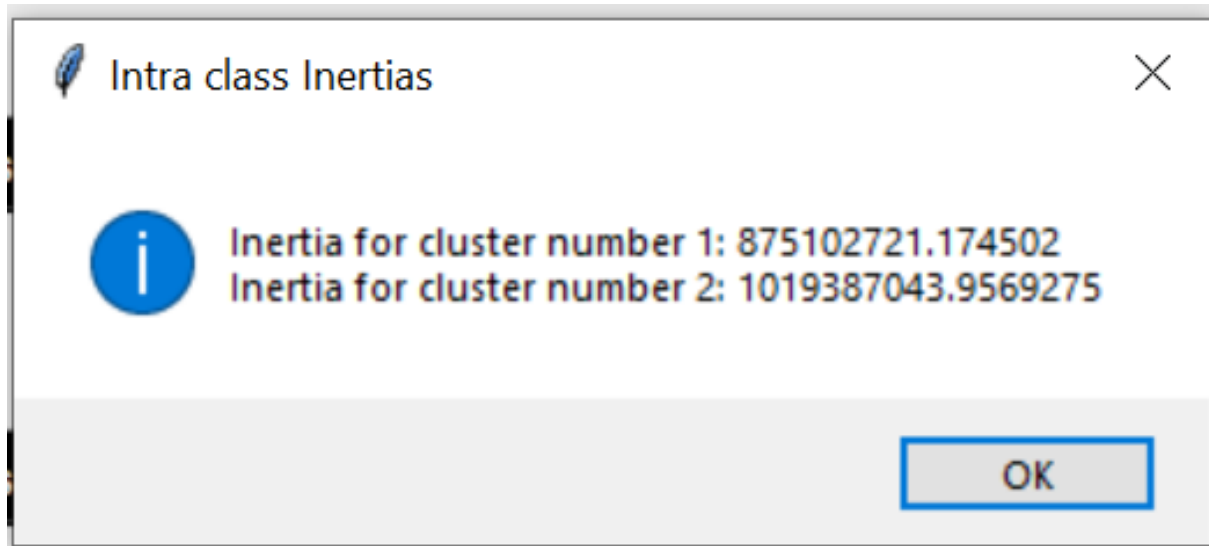 Intra class Inertias
Inertia for cluster number 1: 875102721.174502
Inertia for cluster number 2: 1019387043.9569275
OK